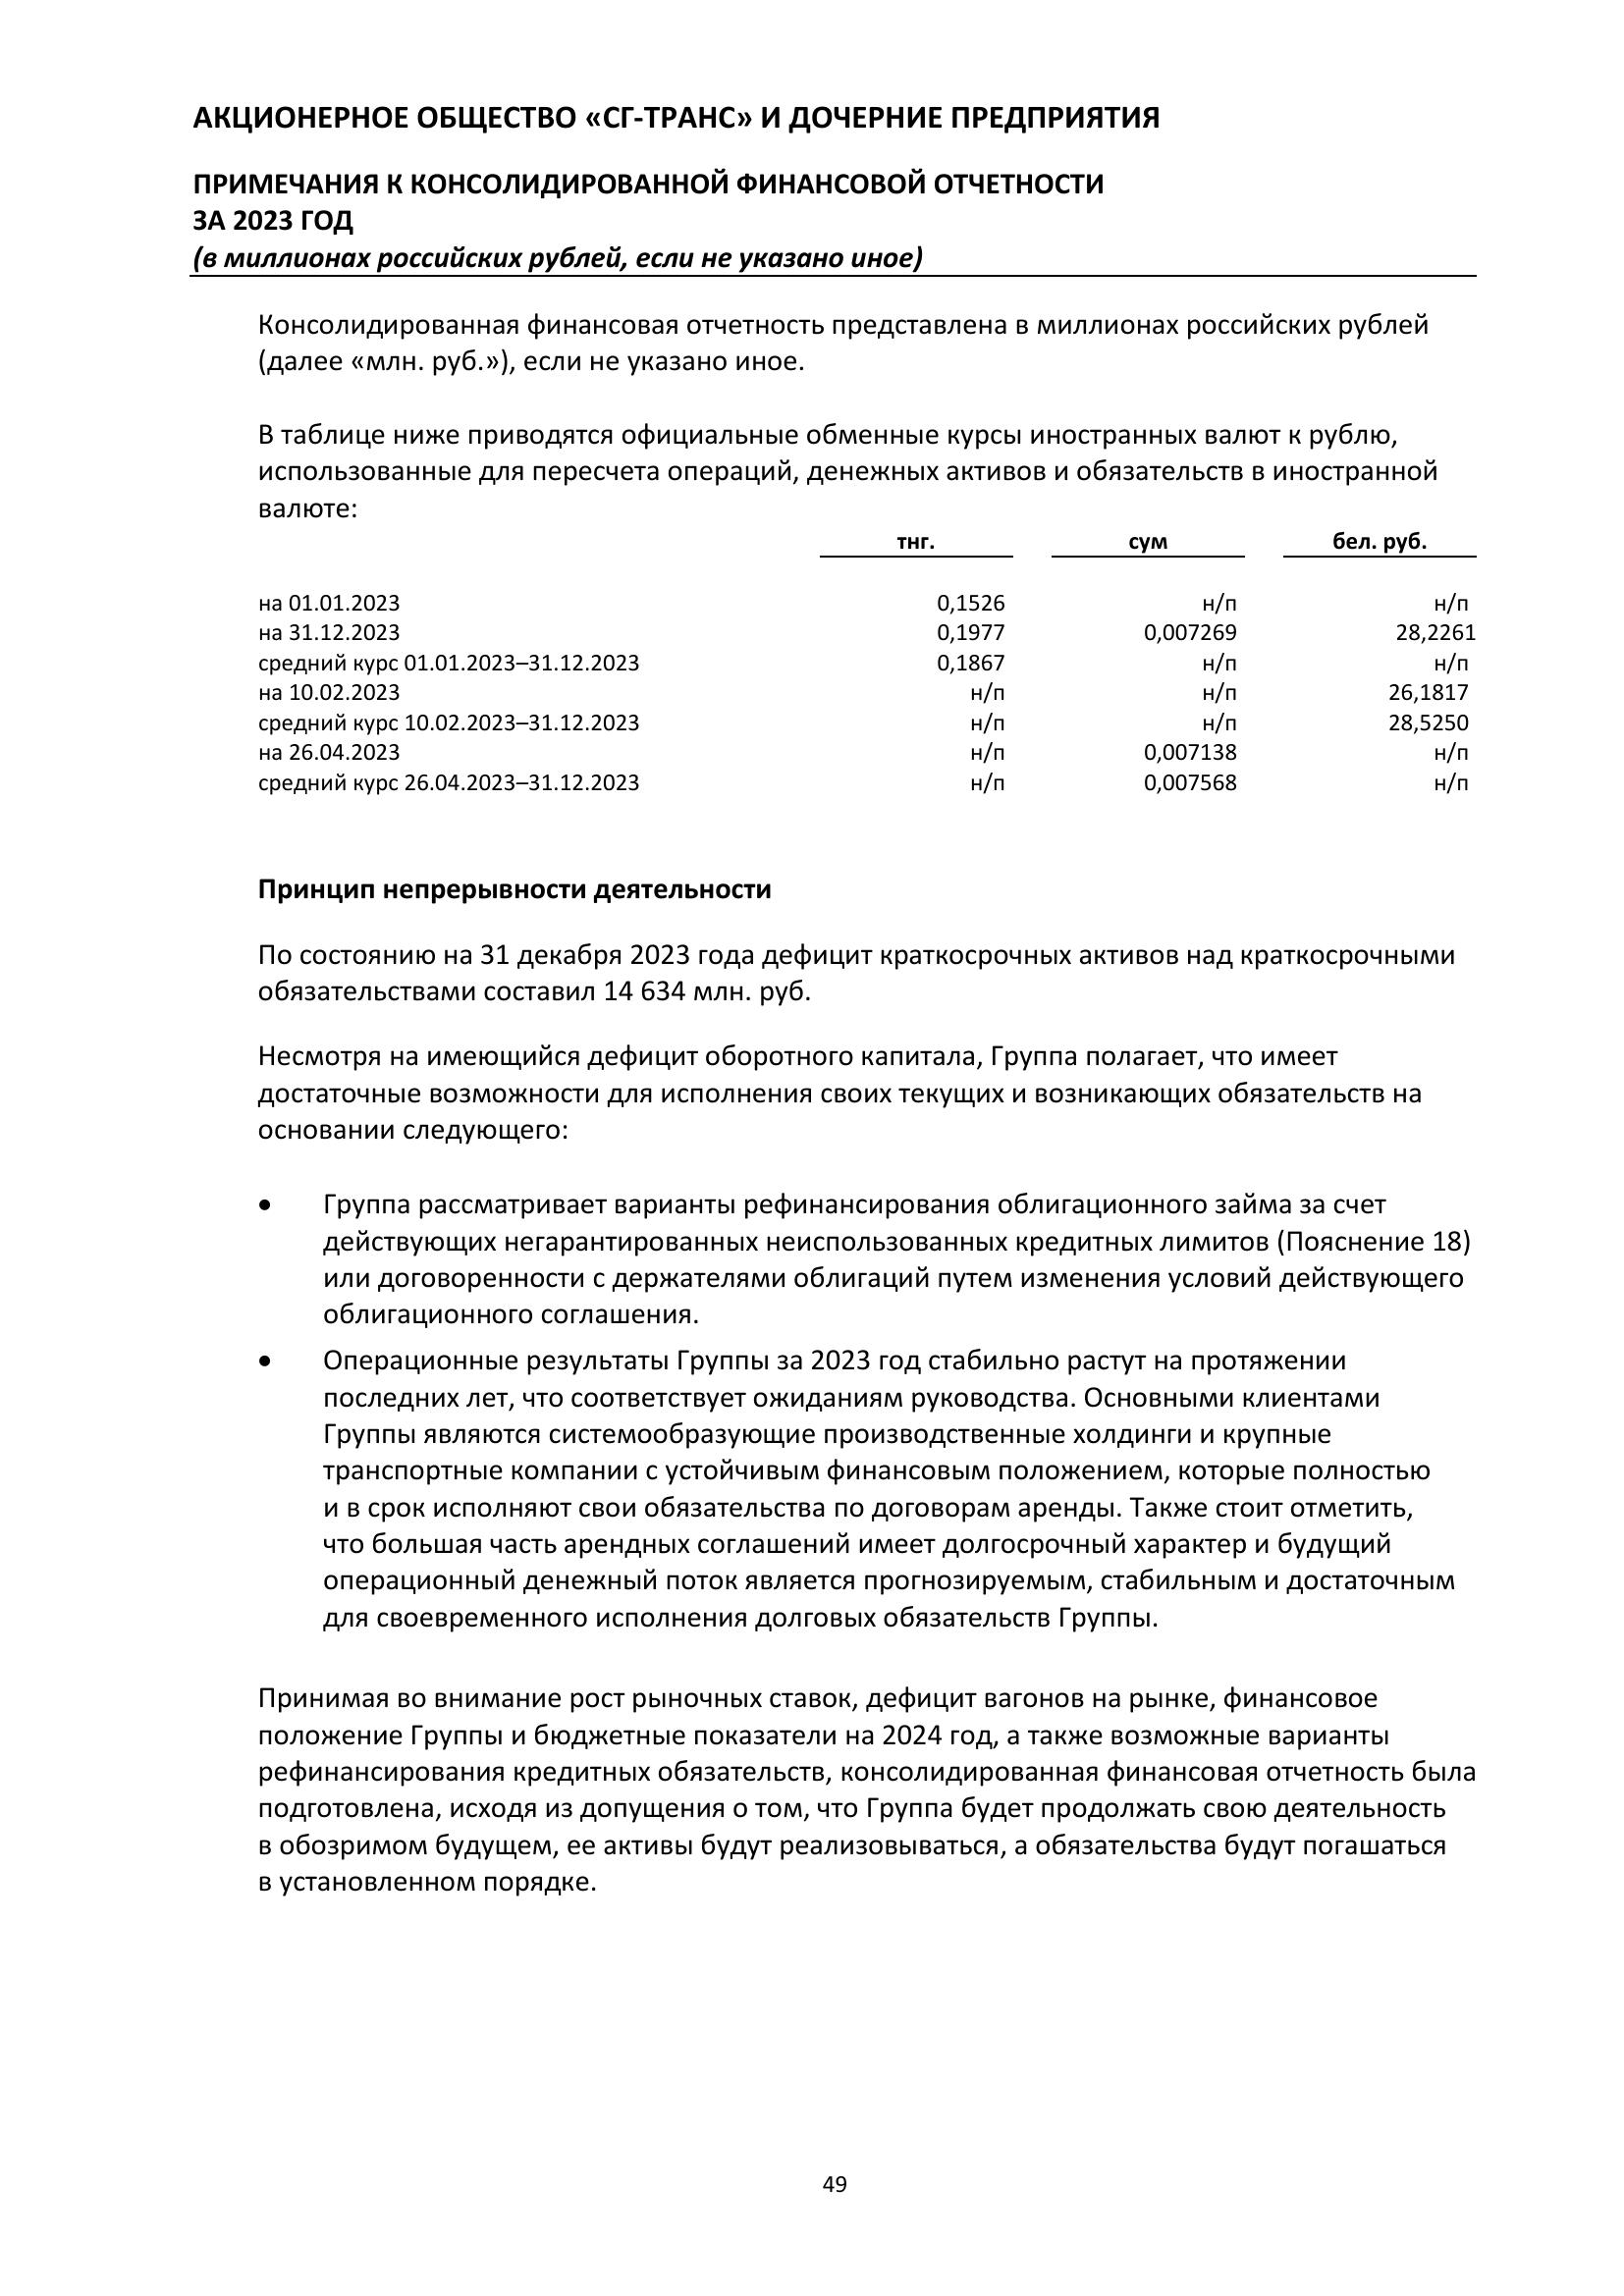 АКЦИОНЕРНОЕ ОБЩЕСТВО «СГ-ТРАНС» И ДОЧЕРНИЕ ПРЕДПРИЯТИЯ
ПРИМЕЧАНИЯ К КОНСОЛИДИРОВАННОЙ ФИНАНСОВОЙ ОТЧЕТНОСТИ
ЗА 2023 ГОД
(в миллионах российских рублей, если не указано иное)
Консолидированная финансовая отчетность представлена в миллионах российских рублей
(далее «млн. руб.»), если не указано иное.
В таблице ниже приводятся официальные обменные курсы иностранных валют к рублю,
использованные для пересчета операций, денежных активов и обязательств в иностранной
валюте:
тнг. сум бел. руб.
на 01.01.2023 0,1526 н/п н/п
на 31.12.2023 0,1977 0,007269 28,2261
средний курс 01.01.2023–31.12.2023 0,1867 н/п н/п
на 10.02.2023 н/п н/п 26,1817
средний курс 10.02.2023–31.12.2023 н/п н/п 28,5250
на 26.04.2023 н/п 0,007138 н/п
средний курс 26.04.2023–31.12.2023 н/п 0,007568 н/п
Принцип непрерывности деятельности
По состоянию на 31 декабря 2023 года дефицит краткосрочных активов над краткосрочными
обязательствами составил 14 634 млн. руб.
Несмотря на имеющийся дефицит оборотного капитала, Группа полагает, что имеет
достаточные возможности для исполнения своих текущих и возникающих обязательств на
основании следующего:
• Группа рассматривает варианты рефинансирования облигационного займа за счет
действующих негарантированных неиспользованных кредитных лимитов (Пояснение 18)
или договоренности с держателями облигаций путем изменения условий действующего
облигационного соглашения.
• Операционные результаты Группы за 2023 год стабильно растут на протяжении
последних лет, что соответствует ожиданиям руководства. Основными клиентами
Группы являются системообразующие производственные холдинги и крупные
транспортные компании с устойчивым финансовым положением, которые полностью
и в срок исполняют свои обязательства по договорам аренды. Также стоит отметить,
что большая часть арендных соглашений имеет долгосрочный характер и будущий
операционный денежный поток является прогнозируемым, стабильным и достаточным
для своевременного исполнения долговых обязательств Группы.
Принимая во внимание рост рыночных ставок, дефицит вагонов на рынке, финансовое
положение Группы и бюджетные показатели на 2024 год, а также возможные варианты
рефинансирования кредитных обязательств, консолидированная финансовая отчетность была
подготовлена, исходя из допущения о том, что Группа будет продолжать свою деятельность
в обозримом будущем, ее активы будут реализовываться, а обязательства будут погашаться
в установленном порядке.
49